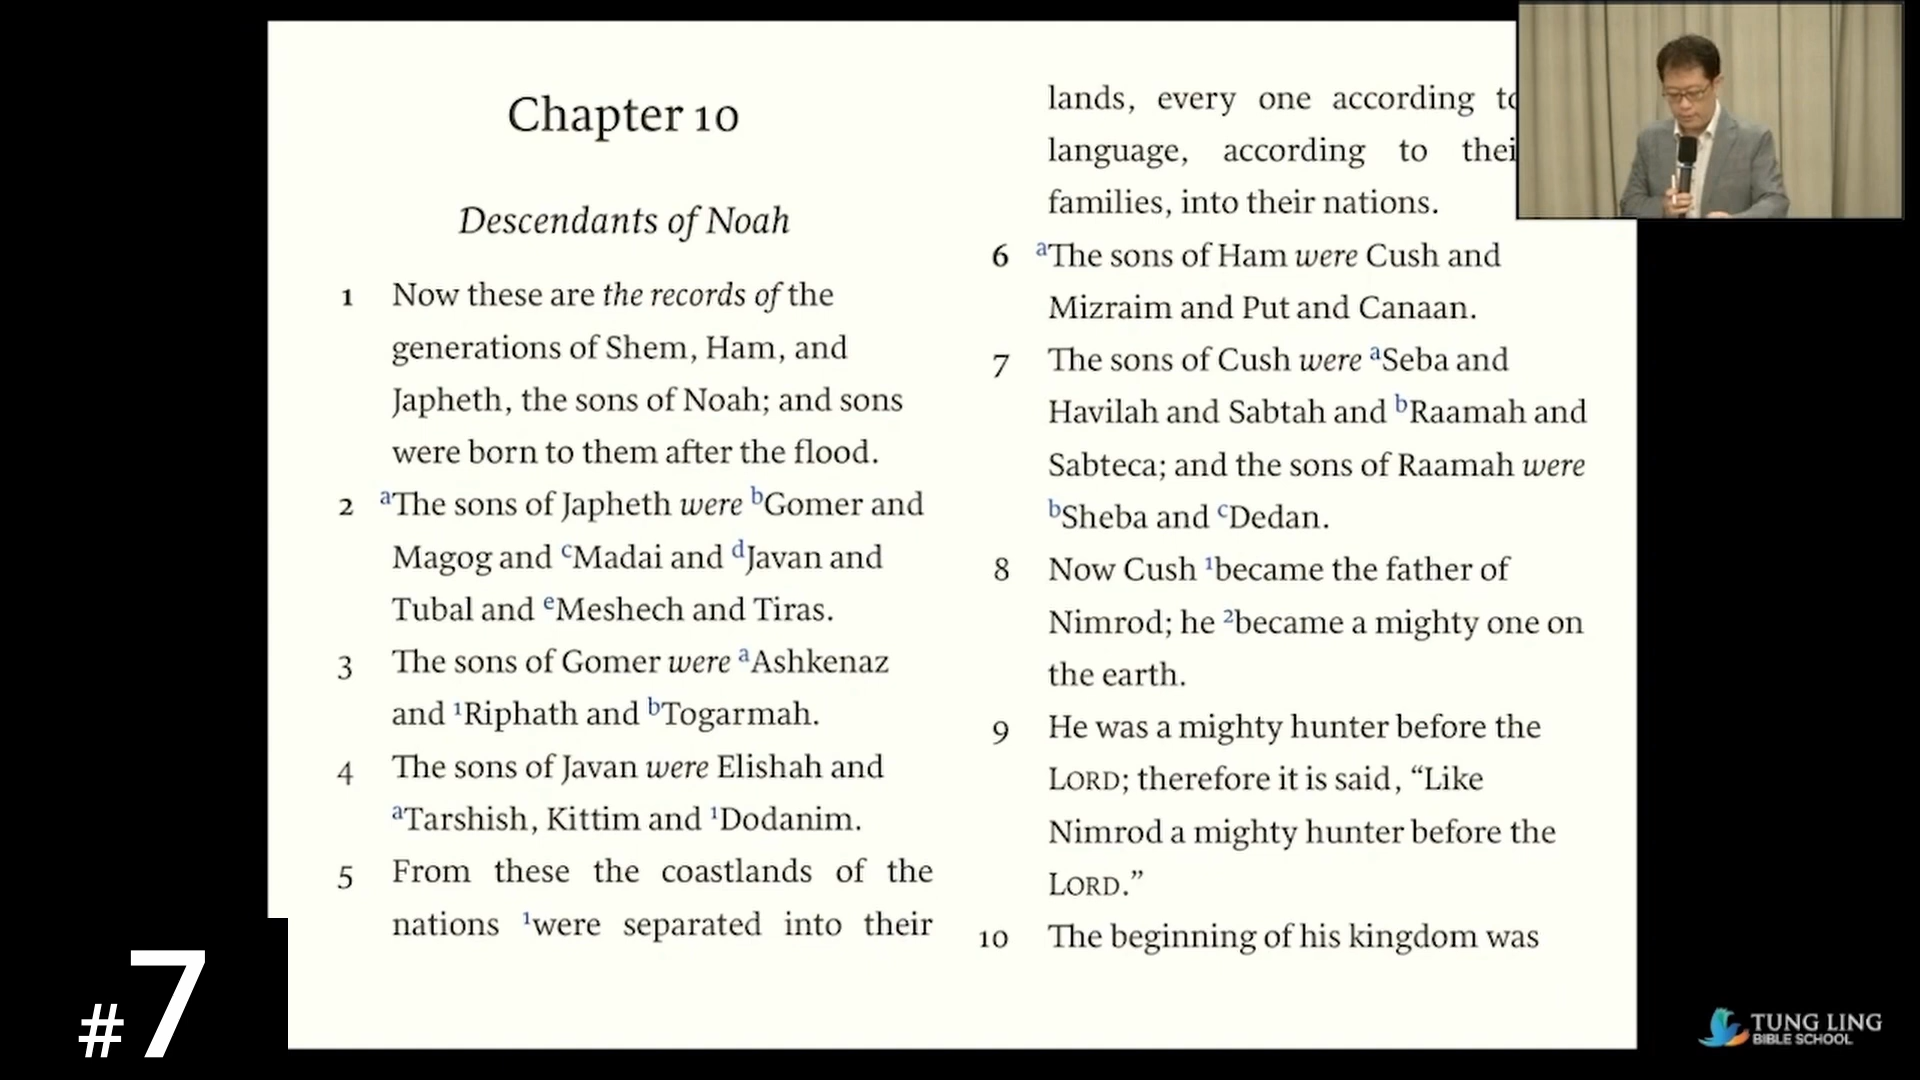 Chapter 10
Descendants of Noah
1 Now these are the records of the
generations of Shem, Ham, and
Japheth, the sons of Noah; and sons
were born to them after the flood.
2 aThe sons of Japheth were bGomer and
Magog and cMadai and dJavan and
Tubal and eMeshech and Tiras.
3 The sons of Gomer were aAshkenaz
and 1Riphath and bTogarmah.
4 The sons of Javan were Elishah and
aTarshish, Kittim and 1Dodanim.
5 From these the coastlands of the
nations 1were separated into their
lands, every one according
language, according to
families, into their nations.
6 aThe sons of Ham were Cush and
Mizraim and Put and Canaan.
7 The sons of Cush were aSeba and
Havilah and Sabtah and bRaamah and
Sabteca; and the sons of Raamah were
bSheba and cDedan.
8 Now Cush 1became the father of
Nimrod; he 2became a mighty one on
the earth.
9 He was a mighty hunter before the
LORD; therefore it is said, “Like
Nimrod a mighty hunter before the
LORD.”
10 The beginning of his kingdom was
#7
TUNG LING
BIBLE SCHOOL